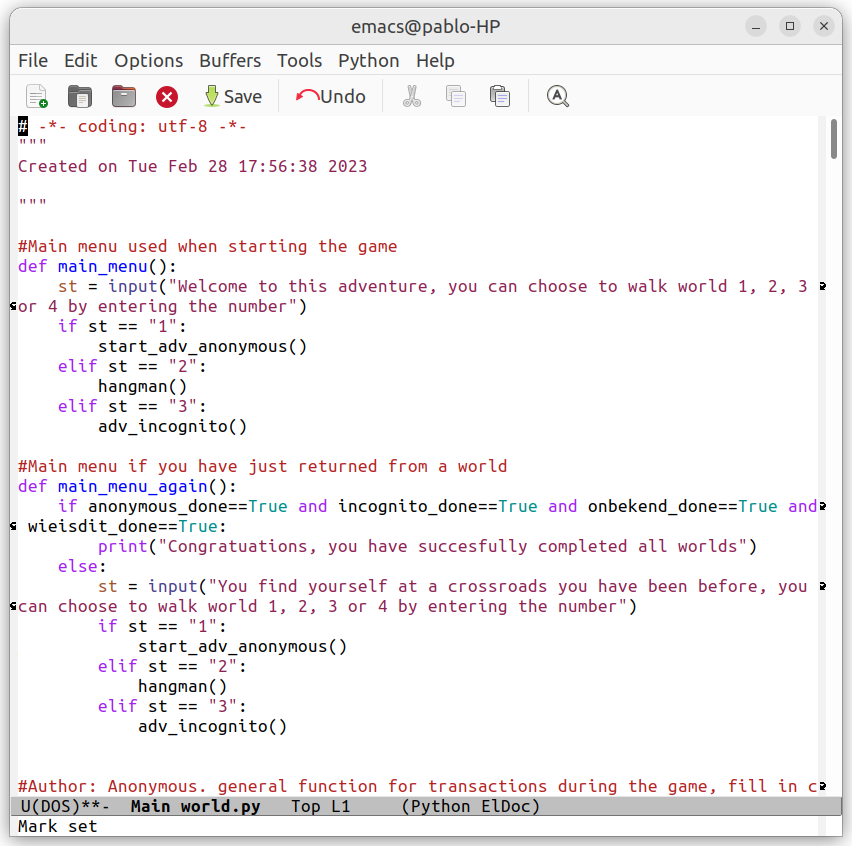 emacs@pablo-HP
File Edit Options Buffers Tools Python Help
Save Undo
# -*- coding: utf-8 -*-
"""
Created on Tue Feb 28 17:56:38 2023
"""
#Main menu used when starting the game
def main_menu():
    st = input("Welcome to this adventure, you can choose to walk world 1, 2, 3
or 4 by entering the number")
    if st == "1":
        start_adv_anonymous()
    elif st == "2":
        hangman()
    elif st == "3":
        adv_incognito()
#Main menu if you have just returned from a world
def main_menu_again():
    if anonymous_done==True and incognito_done==True and onbekend_done==True and
 wieisdit_done==True:
        print("Congratuations, you have succesfully completed all worlds")
    else:
        st = input("You find yourself at a crossroads you have been before, you
can choose to walk world 1, 2, 3 or 4 by entering the number")
        if st == "1":
            start_adv_anonymous()
        elif st == "2":
            hangman()
        elif st == "3":
            adv_incognito()
#Author: Anonymous. general function for transactions during the game, fill in c
U(DOS)**-  Main world.py   Top L1     (Python ElDoc)
Mark set